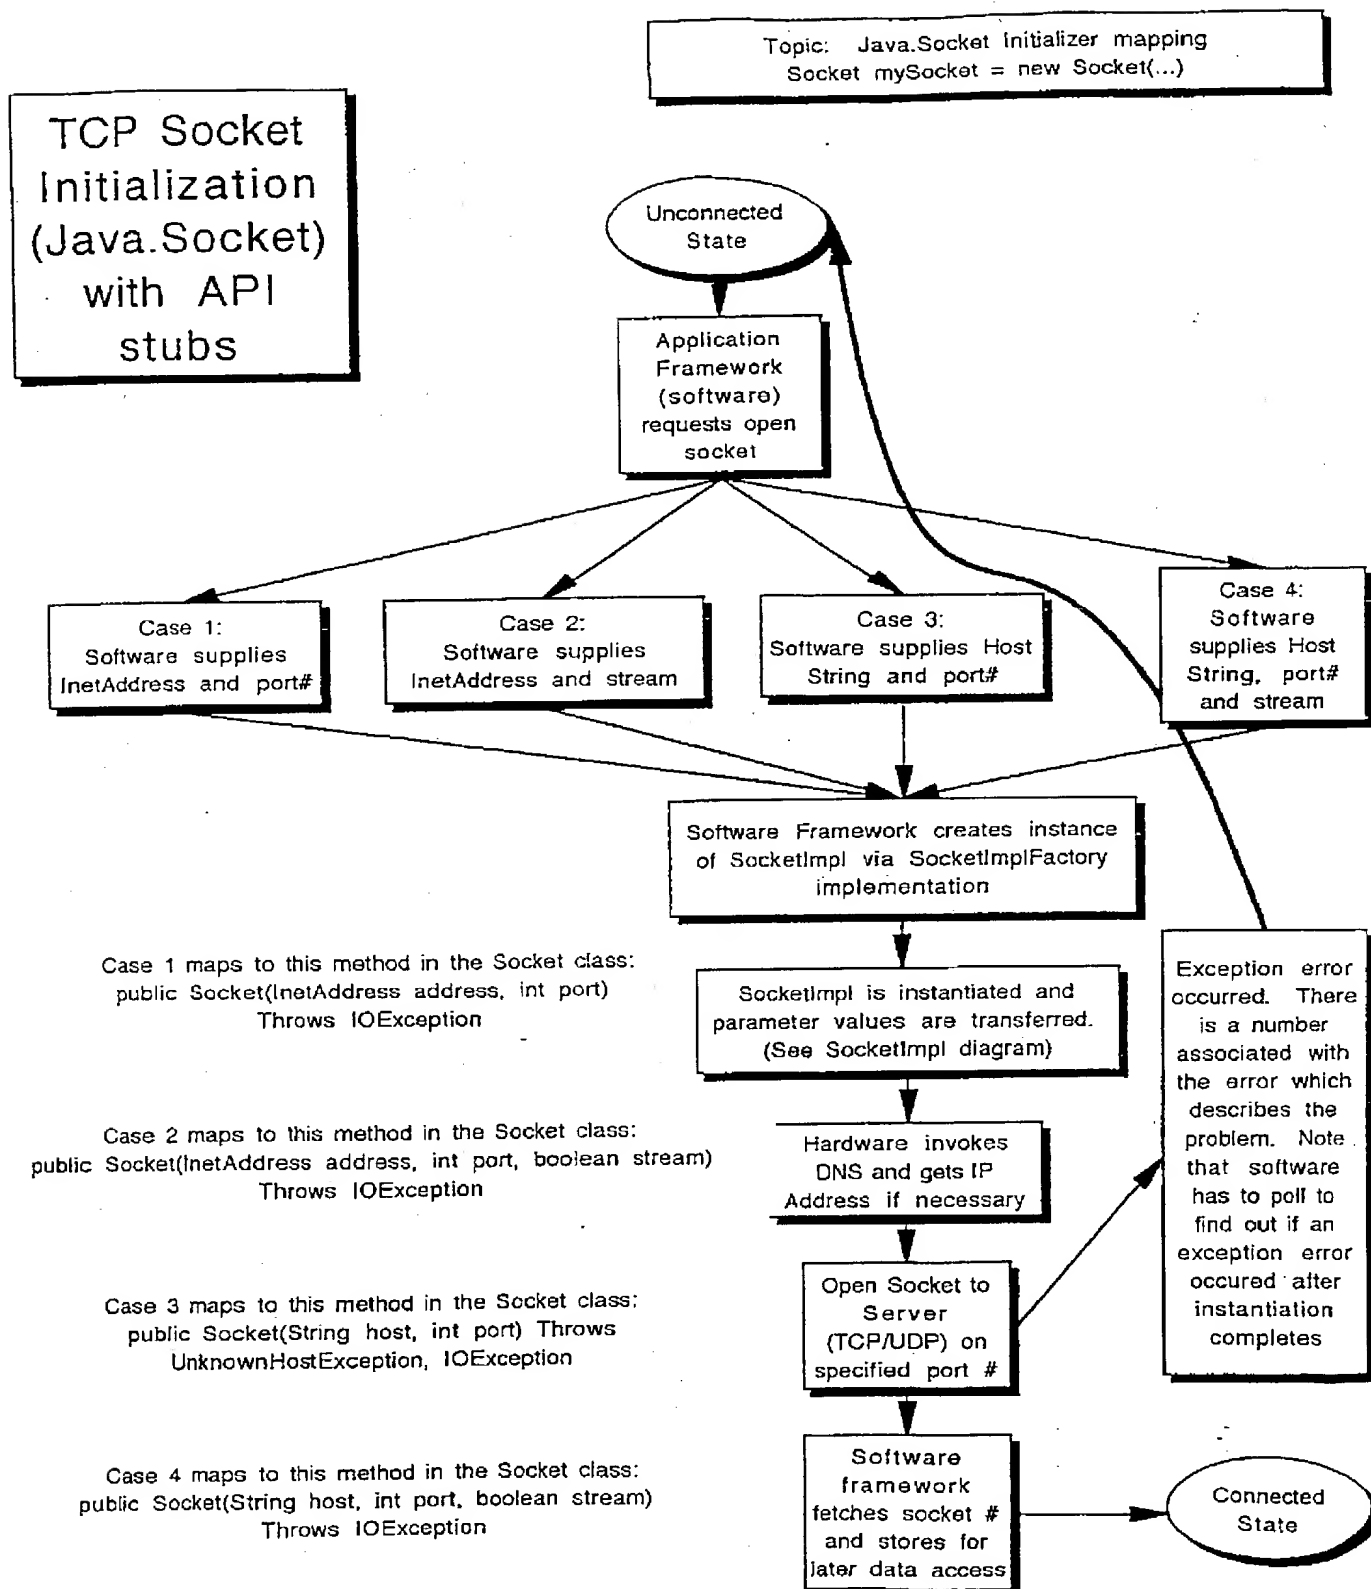 Topic: Java.Socket Initializer mapping
Socket mySocket = new Socket(...)
TCP Socket
Initialization
(Java.Socket)
with API
stubs
Unconnected
State
Application
Framework
(software)
requests open
socket
Case 1:
Software supplies
InetAddress and port#
Case 2:
Software supplies
InetAddress and stream
Case 3:
Software supplies Host
String and port#
Case 4:
Software
supplies Host
String, port#
and stream
Software Framework creates instance
of SocketImpl via SocketImplFactory
implementation
Case 1 maps to this method in the Socket class:
public Socket(InetAddress address, int port)
Throws IOException
SocketImpl is instantiated and
parameter values are transferred.
(See SocketImpl diagram)
Exception error
occurred. There
is a number
associated with
the error which
describes the
problem. Note
that software
has to poll to
find out if an
exception error
occured after
instantiation
completes
Case 2 maps to this method in the Socket class:
public Socket(InetAddress address, int port, boolean stream)
Throws IOException
Hardware invokes
DNS and gets IP
Address if necessary
Case 3 maps to this method in the Socket class:
public Socket(String host, int port) Throws
UnknownHostException, IOException
Open Socket to
Server
(TCP/UDP) on
specified port #
Case 4 maps to this method in the Socket class:
public Socket(String host, int port, boolean stream)
Throws IOException
Software
framework
fetches socket #
and stores for
later data access
Connected
State